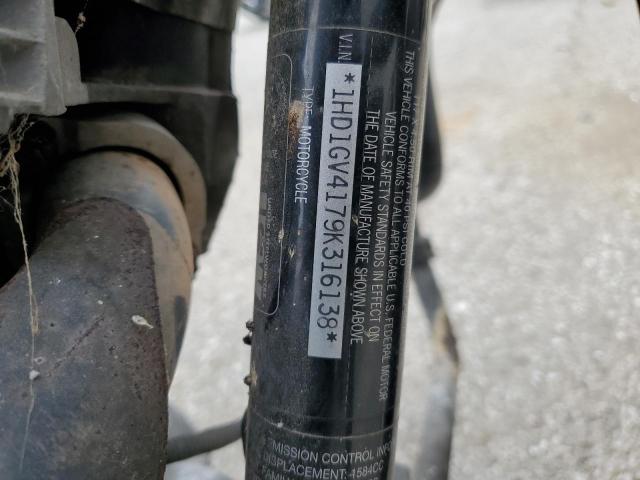 V.I.N.
*1HD1GV4179K316138*
TYPE: MOTORCYCLE
THIS VEHICLE CONFORMS TO ALL APPLICABLE U.S. FEDERAL MOTOR
VEHICLE SAFETY STANDARDS IN EFFECT ON
THE DATE OF MANUFACTURE SHOWN ABOVE
EMISSION CONTROL INF
DISPLACEMENT: 1584CC